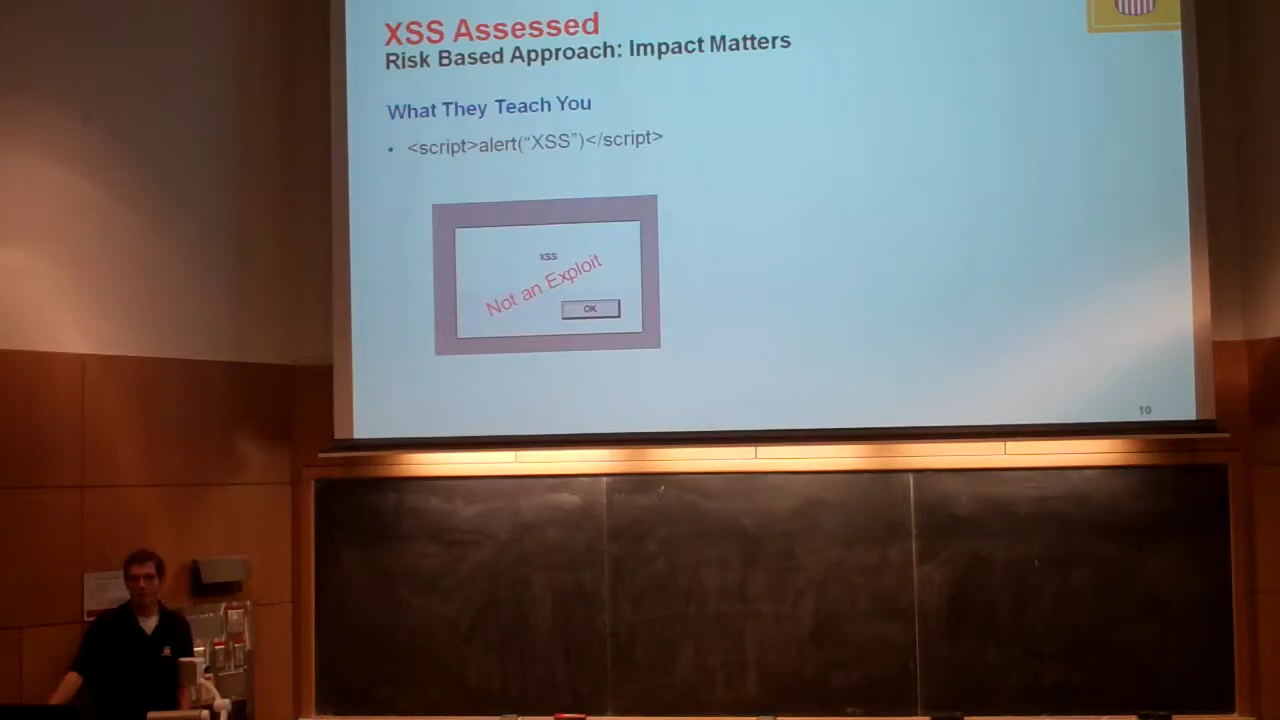 XSS Assessed
Risk Based Approach: Impact Matters
What They Teach You
• <script>alert(“XSS”)</script>
XSS
Not an Exploit
OK
10